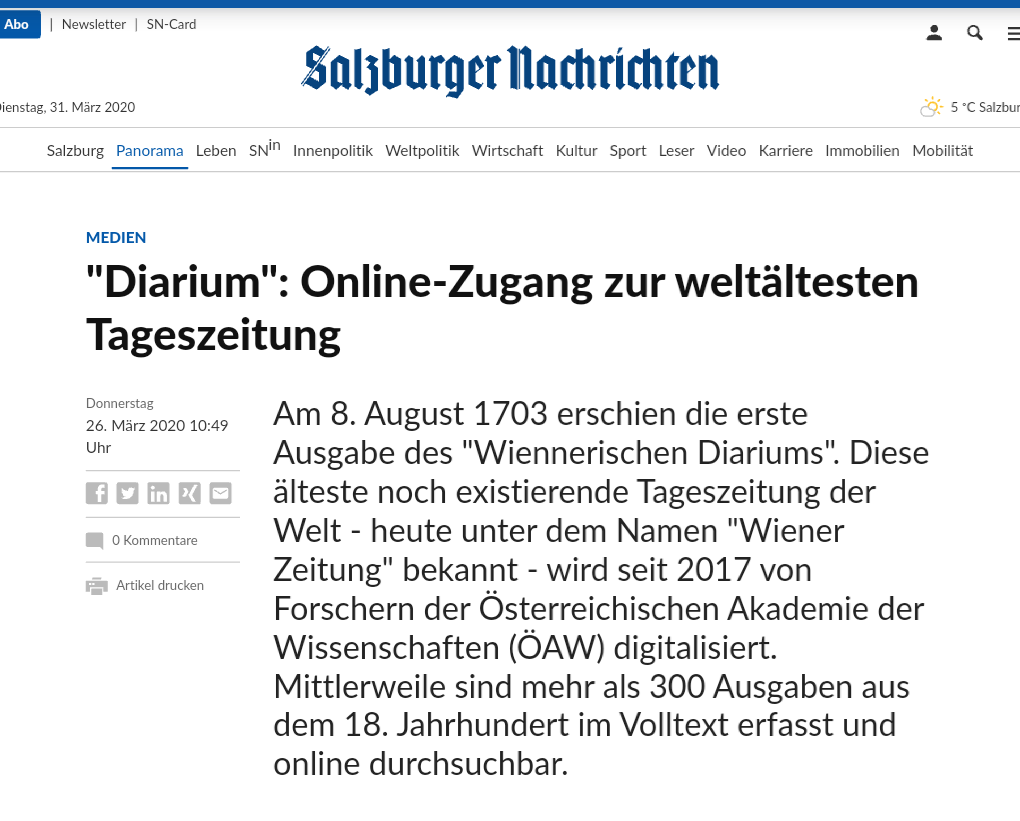 Abo | Newsletter | SN-Card
Salzburger Nachrichten
Dienstag, 31. März 2020
5 °C Salzbur
Salzburg Panorama Leben SNin Innenpolitik Weltpolitik Wirtschaft Kultur Sport Leser Video Karriere Immobilien Mobilität
MEDIEN
"Diarium": Online-Zugang zur weltältesten
Tageszeitung
Donnerstag
26. März 2020 10:49
Uhr
0 Kommentare
Artikel drucken
Am 8. August 1703 erschien die erste
Ausgabe des "Wiennerischen Diariums". Diese
älteste noch existierende Tageszeitung der
Welt - heute unter dem Namen "Wiener
Zeitung" bekannt - wird seit 2017 von
Forschern der Österreichischen Akademie der
Wissenschaften (ÖAW) digitalisiert.
Mittlerweile sind mehr als 300 Ausgaben aus
dem 18. Jahrhundert im Volltext erfasst und
online durchsuchbar.